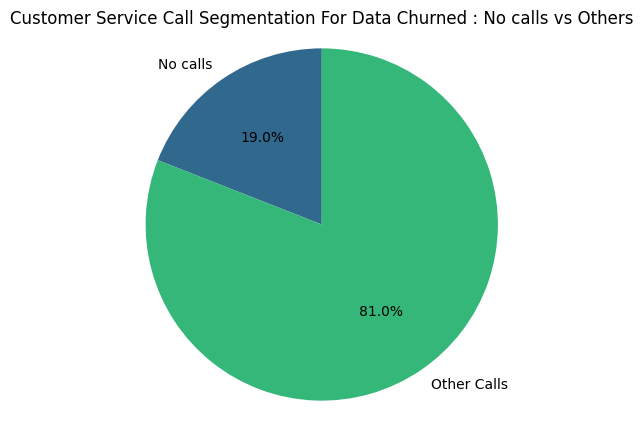 Customer Service Call Segmentation For Data Churned : No calls vs Others
No calls
19.0%
81.0%
Other Calls